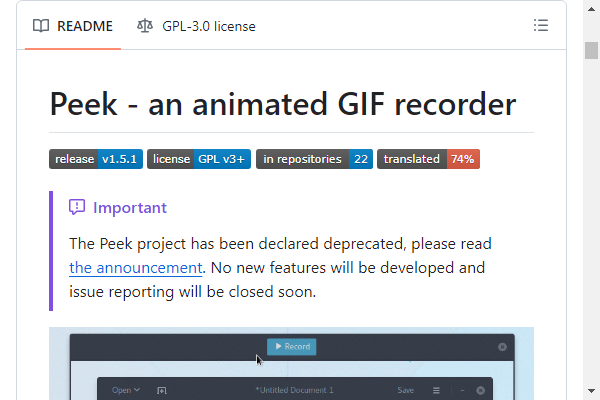 README
GPL-3.0 license
Peek - an animated GIF recorder
release v1.5.1
license GPL v3+
in repositories 22
translated 74%
Important
The Peek project has been declared deprecated, please read
the announcement. No new features will be developed and
issue reporting will be closed soon.
Record
Open
*Untitled Document 1
Save